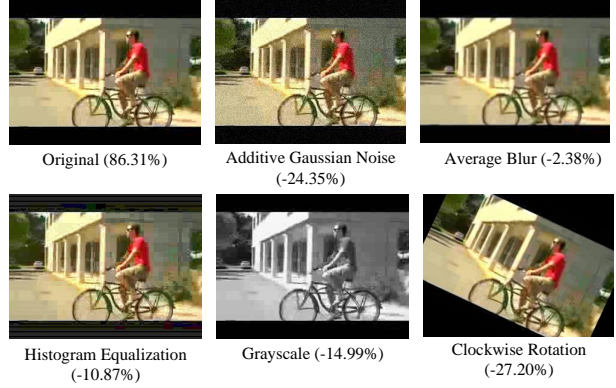 Original (86.31%)
Additive Gaussian Noise
(-24.35%)
Average Blur (-2.38%)
Histogram Equalization
(-10.87%)
Grayscale (-14.99%)
Clockwise Rotation
(-27.20%)